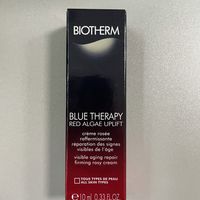 BIOTHERM
BLUE THERAPY
RED ALGAE UPLIFT
crème rosée
raffermissante
réparation des signes
visibles de l'âge
visible aging repair
firming rosy cream
TOUS TYPES DE PEAU
ALL SKIN TYPES
e 10 ml 0.33 fl. oz